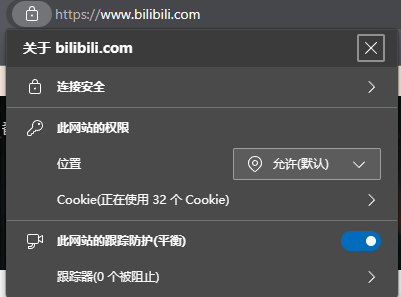 https://www.bilibili.com
关于 bilibili.com
连接安全
此网站的权限
位置
允许(默认)
Cookie(正在使用 32 个 Cookie)
此网站的跟踪防护(平衡)
跟踪器(0 个被阻止)